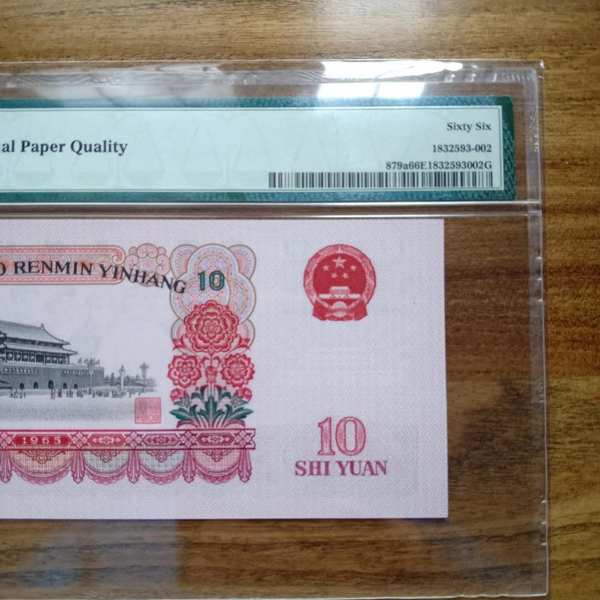 Sixty Six
al Paper Quality
1832593-002
879a66E1832593002G
O RENMIN YINHANG
10
1965
10
SHI YUAN